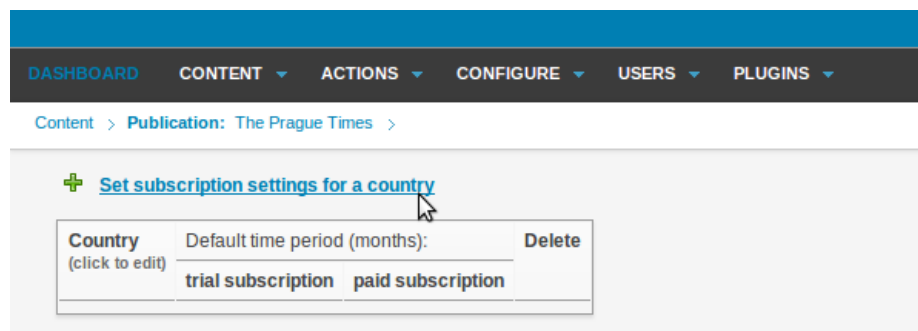 DASHBOARD CONTENT ACTIONS CONFIGURE USERS PLUGINS
Content > Publication: The Prague Times >
Set subscription settings for a country
Country Default time period (months): Delete
(click to edit)
trial subscription paid subscription